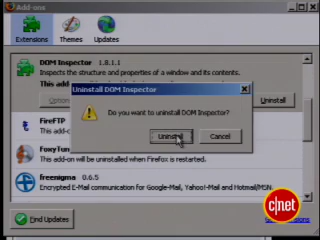 Add-ons
Extensions Themes Updates
DOM Inspector 1.8.1.1
Inspects the structure and properties of a window and its contents.
This add-
Uninstall
Uninstall DOM Inspector
Do you want to uninstall DOM Inspector?
Uninstall Cancel
FireFTP
This add-on
FoxyTun
This add-on will be uninstalled when Firefox is restarted.
freenigma 0.6.5
Encrypted E-Mail communication for Google-Mail, Yahoo!-Mail and Hotmail/MSN.
Find Updates
c|net